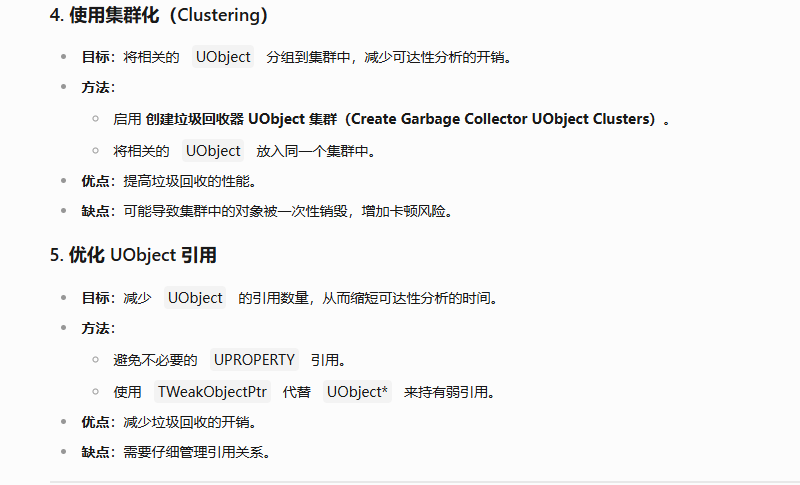 4. 使用集群化（Clustering）
目标：将相关的 UObject 分组到集群中，减少可达性分析的开销。
方法：
启用 创建垃圾回收器 UObject 集群（Create Garbage Collector UObject Clusters）。
将相关的 UObject 放入同一个集群中。
优点：提高垃圾回收的性能。
缺点：可能导致集群中的对象被一次性销毁，增加卡顿风险。
5. 优化 UObject 引用
目标：减少 UObject 的引用数量，从而缩短可达性分析的时间。
方法：
避免不必要的 UPROPERTY 引用。
使用 TWeakObjectPtr 代替 UObject* 来持有弱引用。
优点：减少垃圾回收的开销。
缺点：需要仔细管理引用关系。